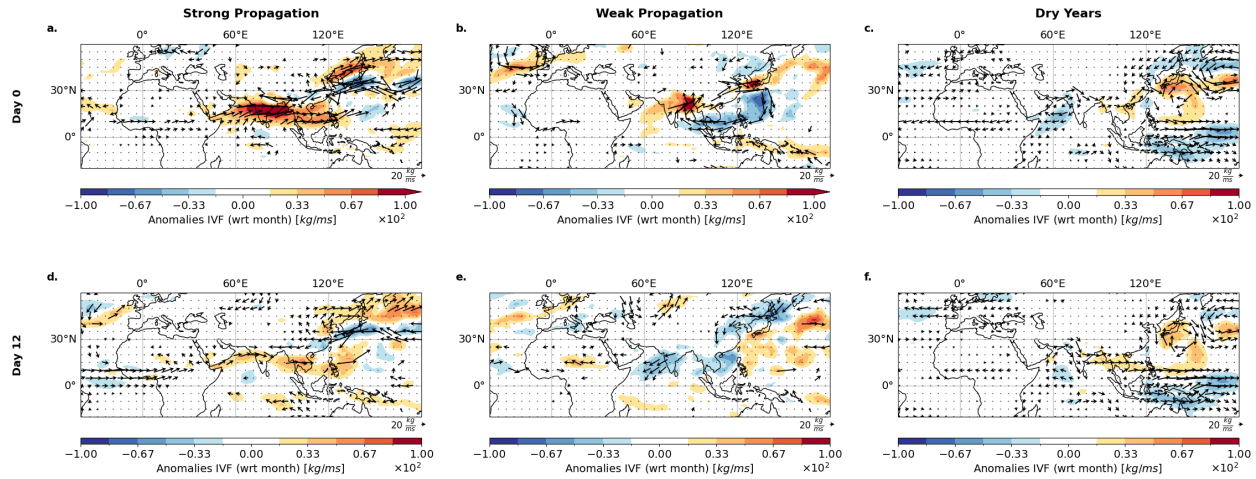 Strong Propagation Weak Propagation Dry Years
a. b. c.
0° 60°E 120°E 0° 60°E 120°E 0° 60°E 120°E
Day 0
30°N 30°N 30°N
0° 0° 0°
20 kg/ms 20 kg/ms 20 kg/ms
−1.00 −0.67 −0.33 0.00 0.33 0.67 1.00 −1.00 −0.67 −0.33 0.00 0.33 0.67 1.00 −1.00 −0.67 −0.33 0.00 0.33 0.67 1.00
Anomalies IVF (wrt month) [kg/ms] ×10² Anomalies IVF (wrt month) [kg/ms] ×10² Anomalies IVF (wrt month) [kg/ms] ×10²
d. e. f.
0° 60°E 120°E 0° 60°E 120°E 0° 60°E 120°E
Day 12
30°N 30°N 30°N
0° 0° 0°
20 kg/ms 20 kg/ms 20 kg/ms
−1.00 −0.67 −0.33 0.00 0.33 0.67 1.00 −1.00 −0.67 −0.33 0.00 0.33 0.67 1.00 −1.00 −0.67 −0.33 0.00 0.33 0.67 1.00
Anomalies IVF (wrt month) [kg/ms] ×10² Anomalies IVF (wrt month) [kg/ms] ×10² Anomalies IVF (wrt month) [kg/ms] ×10²